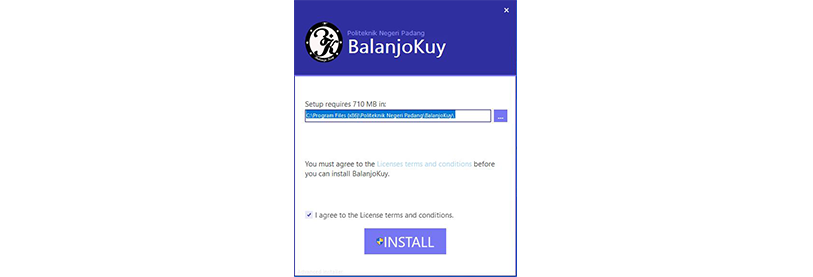 Politeknik Negeri Padang
BalanjoKuy
Setup requires 710 MB in:
C:\Program Files (x86)\Politeknik Negeri Padang\BalanjoKuy\
...
You must agree to the Licenses terms and conditions before
you can install BalanjoKuy.
I agree to the License terms and conditions.
INSTALL